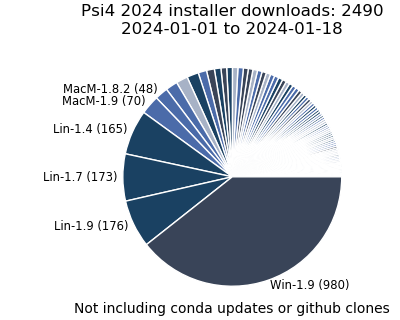 Psi4 2024 installer downloads: 2490
2024-01-01 to 2024-01-18
MacM-1.8.2 (48)
MacM-1.9 (70)
Lin-1.4 (165)
Lin-1.7 (173)
Lin-1.9 (176)
Win-1.9 (980)
Not including conda updates or github clones